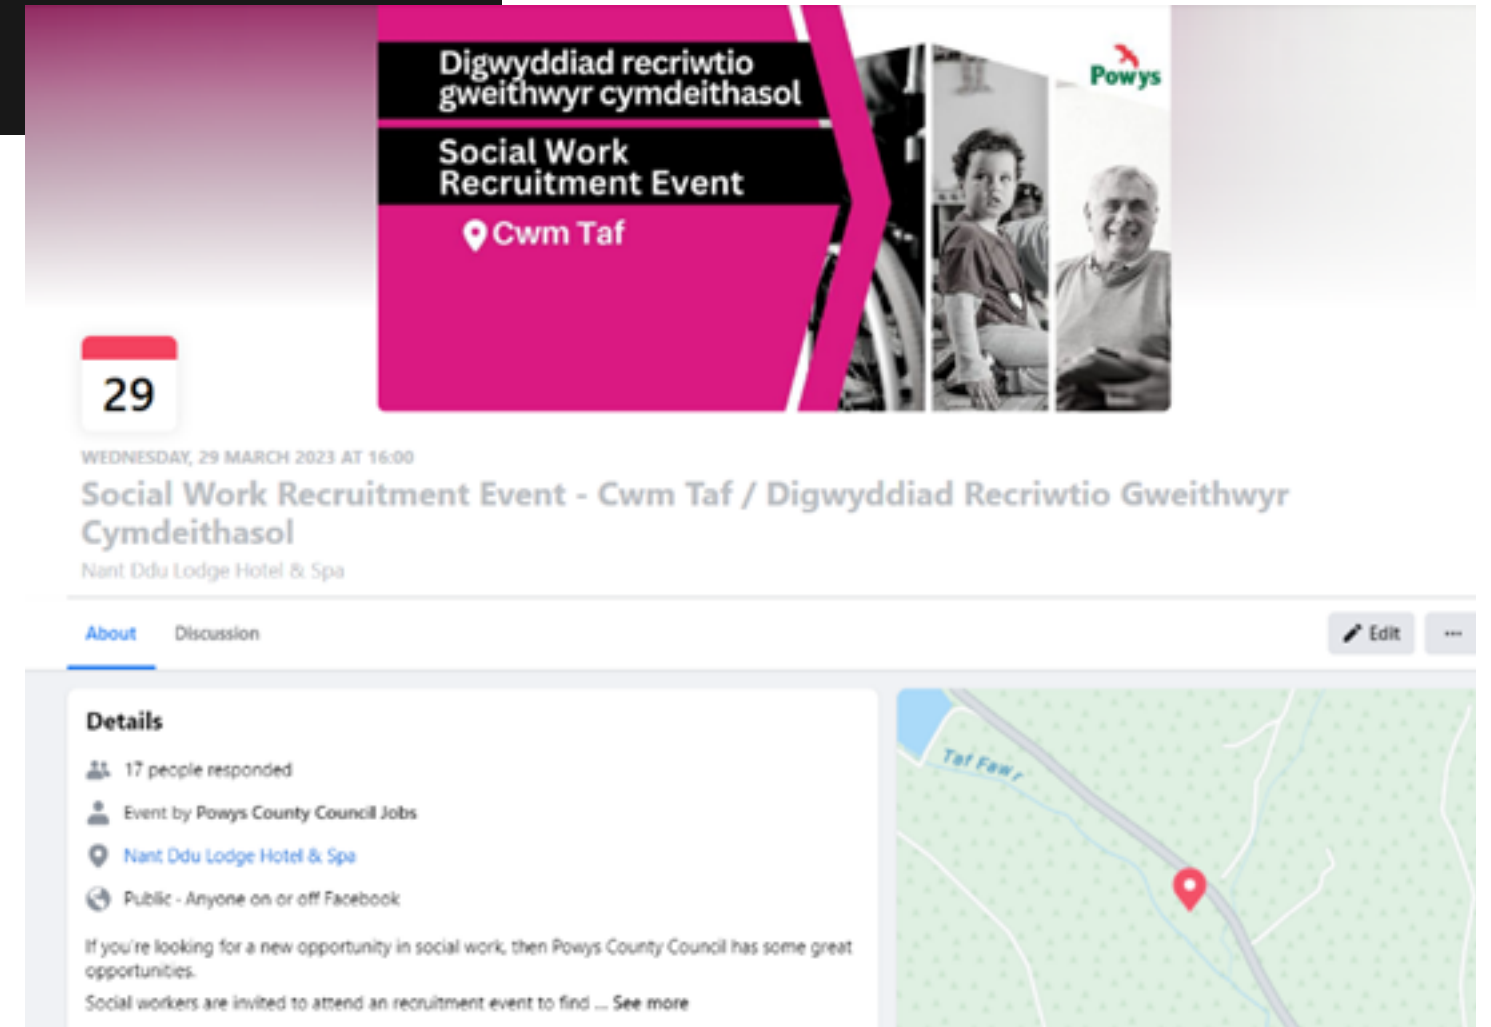 Digwyddiad recriwtio
gweithwyr cymdeithasol
Social Work
Recruitment Event
Cwm Taf
Powys
29
WEDNESDAY, 29 MARCH 2023 AT 16:00
Social Work Recruitment Event - Cwm Taf / Digwyddiad Recriwtio Gweithwyr
Cymdeithasol
Nant Ddu Lodge Hotel & Spa
About
Discussion
Edit
...
Details
17 people responded
Event by Powys County Council Jobs
Nant Ddu Lodge Hotel & Spa
Public - Anyone on or off Facebook
If you're looking for a new opportunity in social work, then Powys County Council has some great
opportunities.
Social workers are invited to attend an recruitment event to find ... See more
Taf Fawr